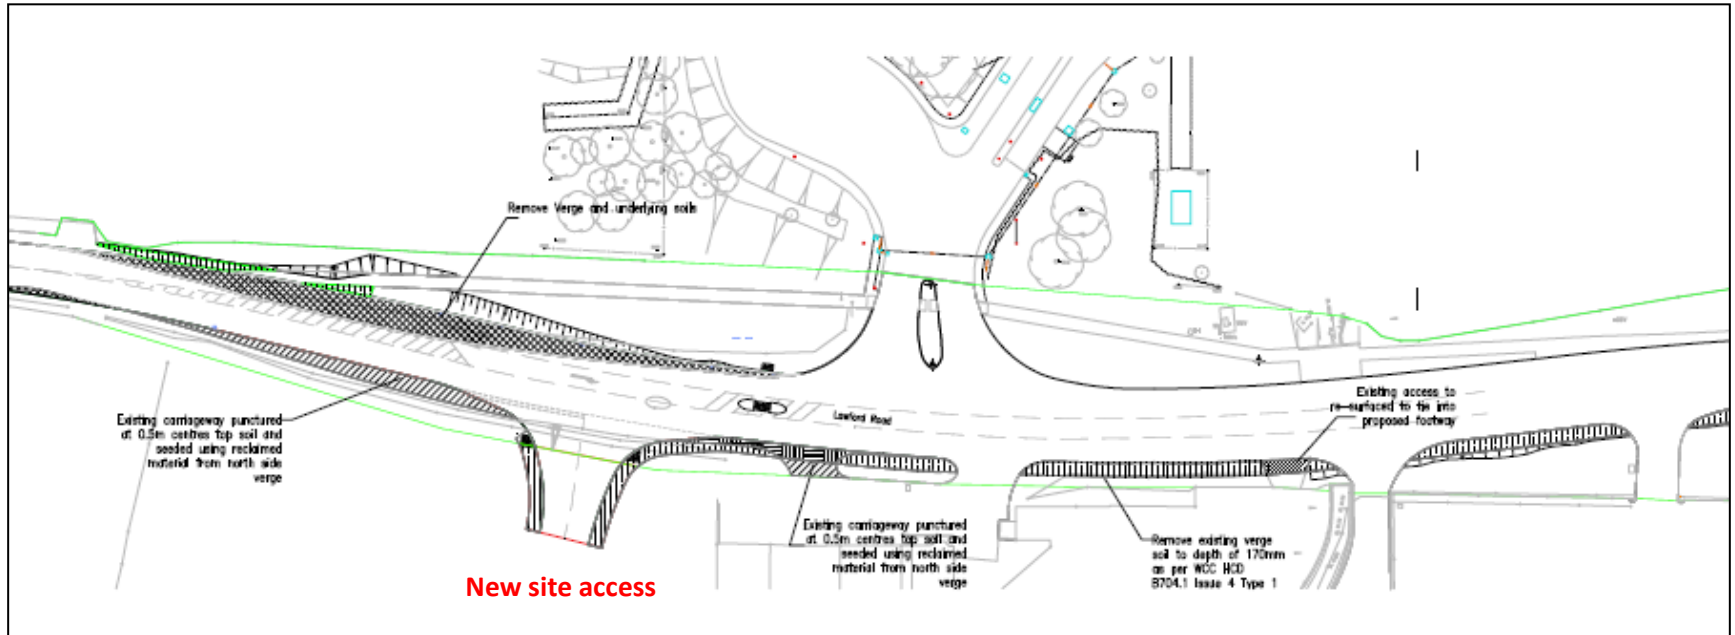 Remove Verge and underlying soils
Existing carriageway punctured
at 0.5m centres top soil and
seeded using reclaimed
material from north side
verge
Lawford Road
Existing access to
re-surfaced to tie into
proposed footway
Existing carriageway punctured
at 0.5m centres top soil and
seeded using reclaimed
material from north side
verge
Remove existing verge
soil to depth of 170mm
as per WCC HCD
B704.1 Issue 4 Type 1
New site access